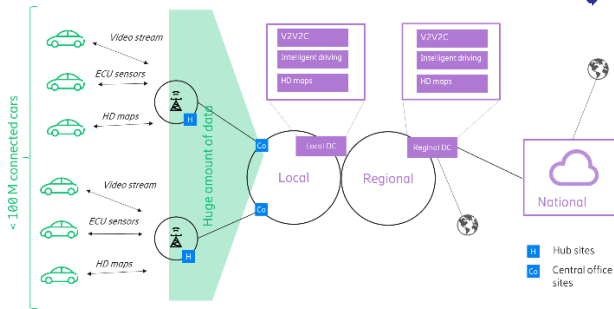 < 100 M connected cars
Video stream
ECU sensors
HD maps
Video stream
ECU sensors
HD maps
H
H
Huge amount of data
Co
Co
V2V2C
Intelligent driving
HD maps
Local DC
Local
V2V2C
Intelligent driving
HD maps
Reginal DC
Regional
National
H Hub sites
Co Central office
sites